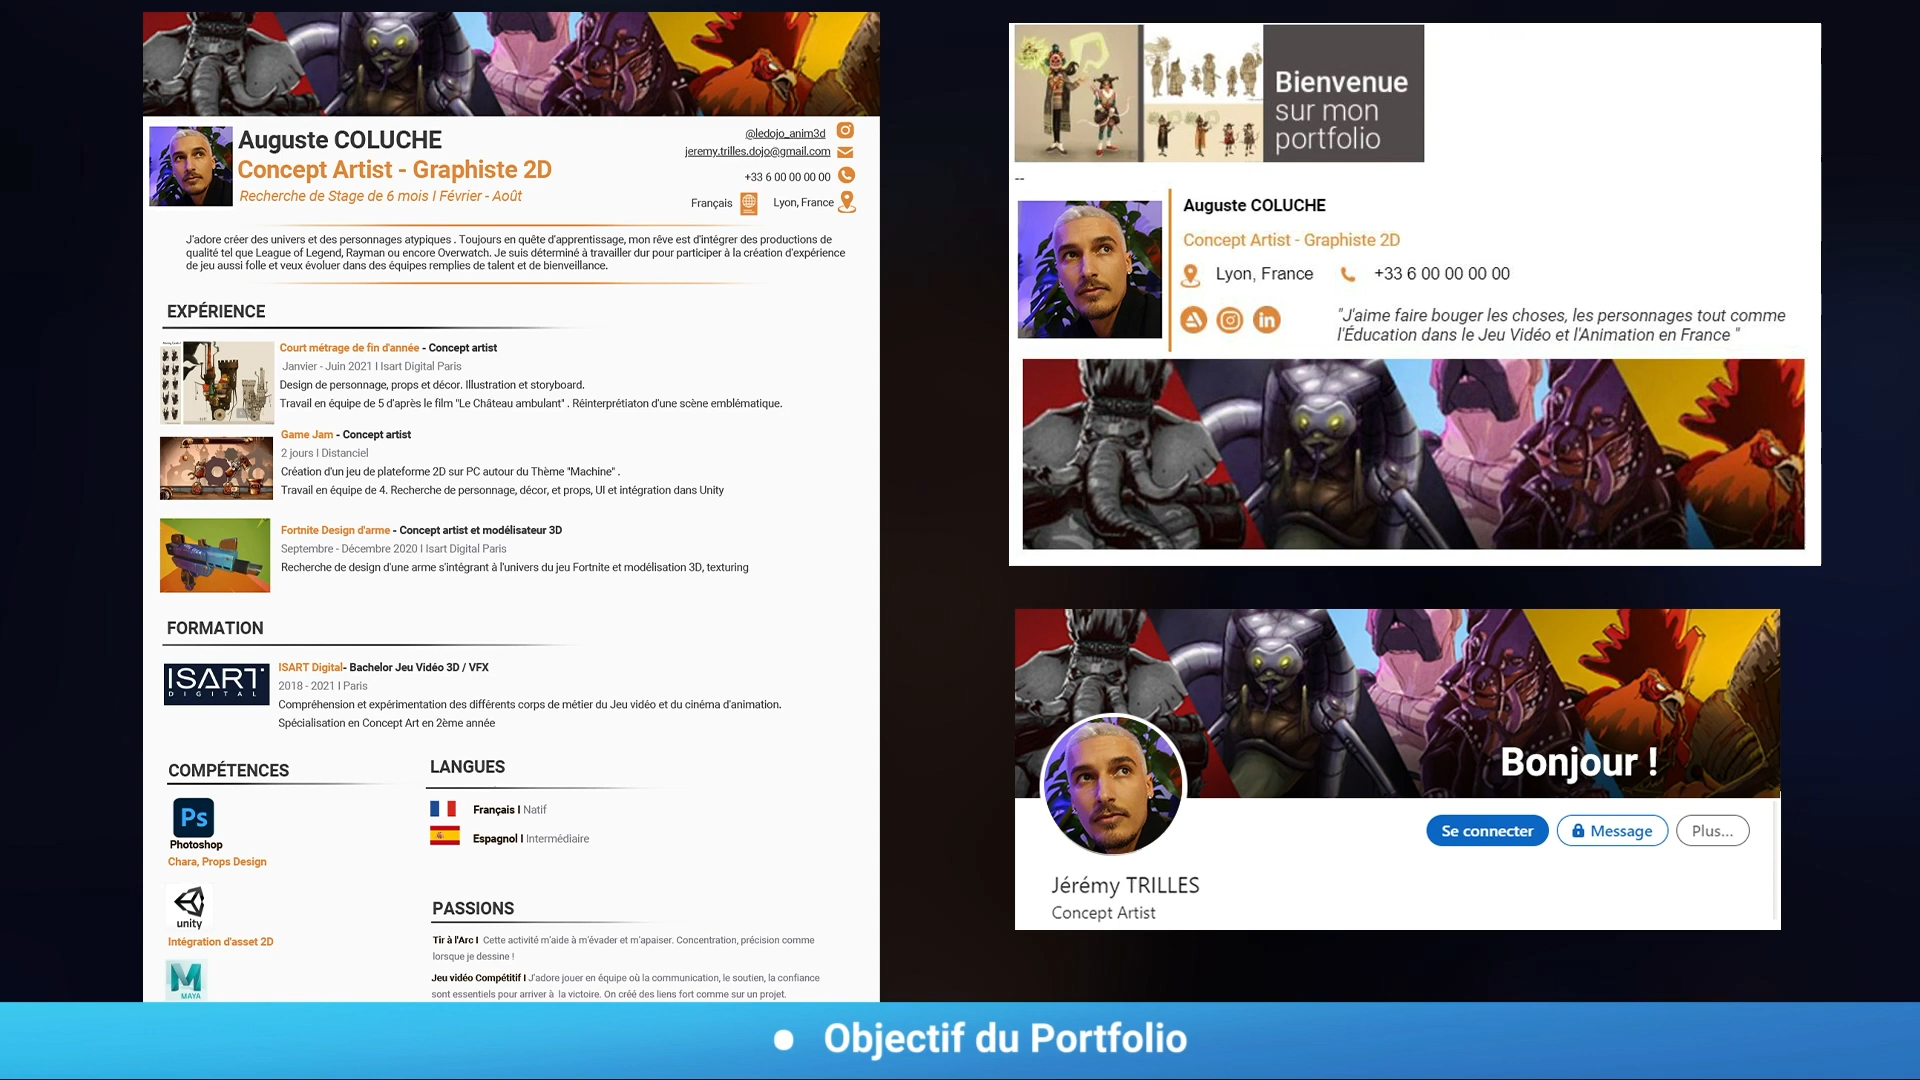 Auguste COLUCHE
Concept Artist - Graphiste 2D
Recherche de Stage de 6 mois I Février - Août
@ledojo_anim3d
jeremy.trilles.dojo@gmail.com
+33 6 00 00 00 00
Français
Lyon, France
J'adore créer des univers et des personnages atypiques . Toujours en quête d'apprentissage, mon rêve est d'intégrer des productions de
qualité tel que League of Legend, Rayman ou encore Overwatch. Je suis déterminé à travailler dur pour participer à la création d'expérience
de jeu aussi folle et veux évoluer dans des équipes remplies de talent et de bienveillance.
EXPÉRIENCE
Court métrage de fin d'année - Concept artist
Janvier - Juin 2021 I Isart Digital Paris
Design de personnage, props et décor. Illustration et storyboard.
Travail en équipe de 5 d'après le film "Le Château ambulant" . Réinterprétiaton d'une scène emblématique.
Game Jam - Concept artist
2 jours I Distanciel
Création d'un jeu de plateforme 2D sur PC autour du Thème "Machine" .
Travail en équipe de 4. Recherche de personnage, décor, et props, UI et intégration dans Unity
Fortnite Design d'arme - Concept artist et modélisateur 3D
Septembre - Décembre 2020 I Isart Digital Paris
Recherche de design d'une arme s'intégrant à l'univers du jeu Fortnite et modélisation 3D, texturing
FORMATION
ISART
DIGITAL
ISART Digital- Bachelor Jeu Vidéo 3D / VFX
2018 - 2021 I Paris
Compréhension et expérimentation des différents corps de métier du Jeu vidéo et du cinéma d'animation.
Spécialisation en Concept Art en 2ème année
COMPÉTENCES
Ps
Photoshop
Chara, Props Design
unity
Intégration d'asset 2D
M
MAYA
LANGUES
Français I Natif
Espagnol I Intermédiaire
PASSIONS
Tir à l'Arc I Cette activité m'aide à m'évader et m'apaiser. Concentration, précision comme
lorsque je dessine !
Jeu vidéo Compétitif I J'adore jouer en équipe où la communication, le soutien, la confiance
sont essentiels pour arriver à la victoire. On créé des liens fort comme sur un projet.
Bienvenue
sur mon
portfolio
--
Auguste COLUCHE
Concept Artist - Graphiste 2D
Lyon, France
+33 6 00 00 00 00
in
"J'aime faire bouger les choses, les personnages tout comme
l'Éducation dans le Jeu Vidéo et l'Animation en France "
Bonjour !
Se connecter
Message
Plus...
Jérémy TRILLES
Concept Artist
• Objectif du Portfolio